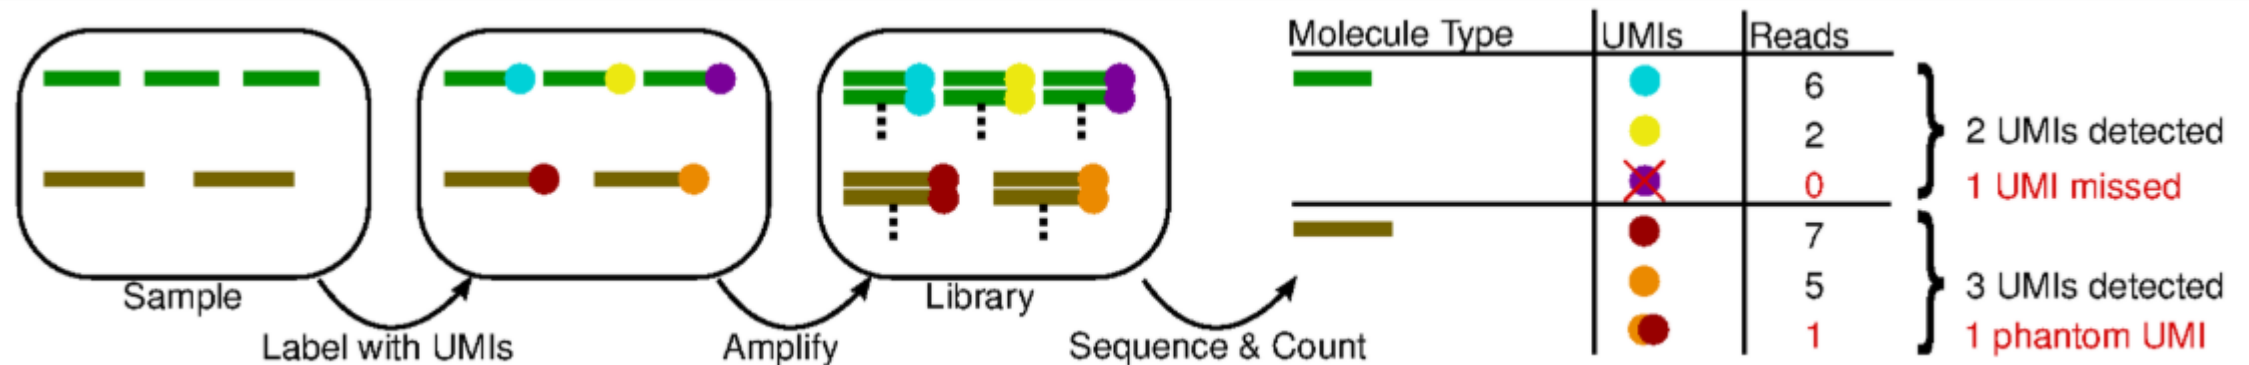 Molecule Type UMIs Reads
6
2 UMIs detected
2
0 1 UMI missed
7
5 3 UMIs detected
1 1 phantom UMI
Sample
Library
Label with UMIs
Amplify
Sequence & Count